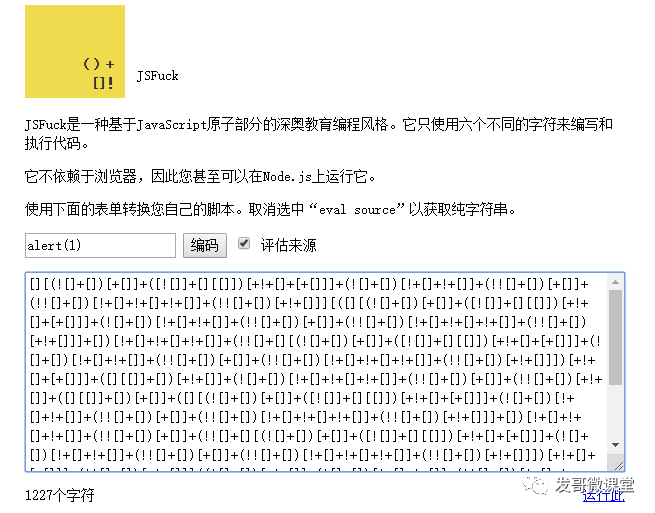 ( ) +
[ ] !
JSFuck
JSFuck是一种基于JavaScript原子部分的深奥教育编程风格。它只使用六个不同的字符来编写和
执行代码。
它不依赖于浏览器，因此您甚至可以在Node.js上运行它。
使用下面的表单转换您自己的脚本。取消选中“eval source”以获取纯字符串。
alert(1) 编码 评估来源
[][(![]+[])[+[]]+([![]]+[][[]])[+!+[]+[+[]]]+(![]+[])[!+[]+!+[]]+(!![]+[])[+[]]+
(!![]+[])[!+[]+!+[]+!+[]]+(!![]+[])[+!+[]]][([][(![]+[])[+[]]+([![]]+[][[]])[+!+
[]+[+[]]]+(![]+[])[!+[]+!+[]]+(!![]+[])[+[]]+(!![]+[])[!+[]+!+[]+!+[]]+(!![]+[])
[+!+[]]]+[])[!+[]+!+[]+!+[]]+(!![]+[][(![]+[])[+[]]+([![]]+[][[]])[+!+[]+[+[]]]+(!
[]+[])[!+[]+!+[]]+(!![]+[])[+[]]+(!![]+[])[!+[]+!+[]+!+[]]+(!![]+[])[+!+[]]])[+!+
[]+[+[]]]+([][[]]+[])[+!+[]]+(![]+[])[!+[]+!+[]+!+[]]+(!![]+[])[+[]]+(!![]+[])[+!+
[]]+([][[]]+[])[+[]]+([][(![]+[])[+[]]+([![]]+[][[]])[+!+[]+[+[]]]+(![]+[])[!+
[]+!+[]]+(!![]+[])[+[]]+(!![]+[])[!+[]+!+[]+!+[]]+(!![]+[])[+!+[]]]+[])[!+[]+!+
[]+!+[]]+(!![]+[])[+[]]+(!![]+[][(![]+[])[+[]]+([![]]+[][[]])[+!+[]+[+[]]]+(![]+
[])[!+[]+!+[]]+(!![]+[])[+[]]+(!![]+[])[!+[]+!+[]+!+[]]+(!![]+[])[+!+[]]])[+!+
1227个字符
发哥微课堂
运行此